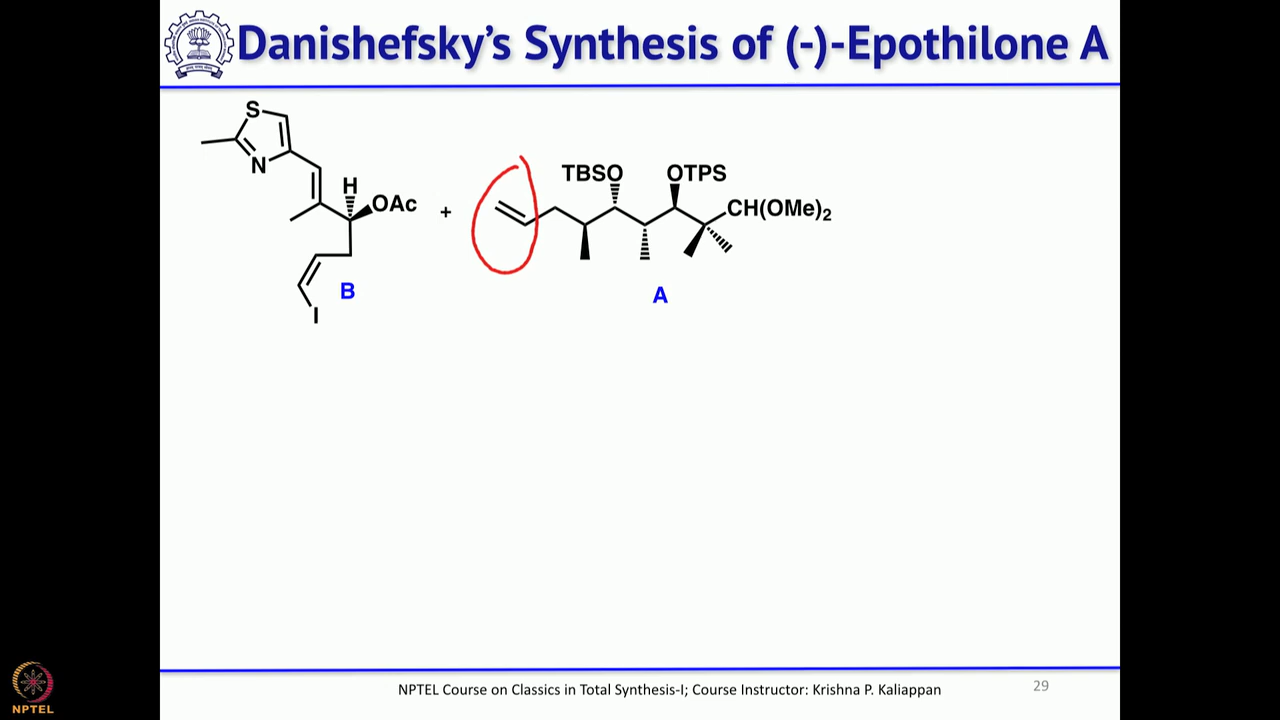 Danishefsky's Synthesis of (-)-Epothilone A
S
N
H
OAc
I
B
+
TBSO
OTPS
CH(OMe)2
A
NPTEL Course on Classics in Total Synthesis-I; Course Instructor: Krishna P. Kaliappan
29
NPTEL